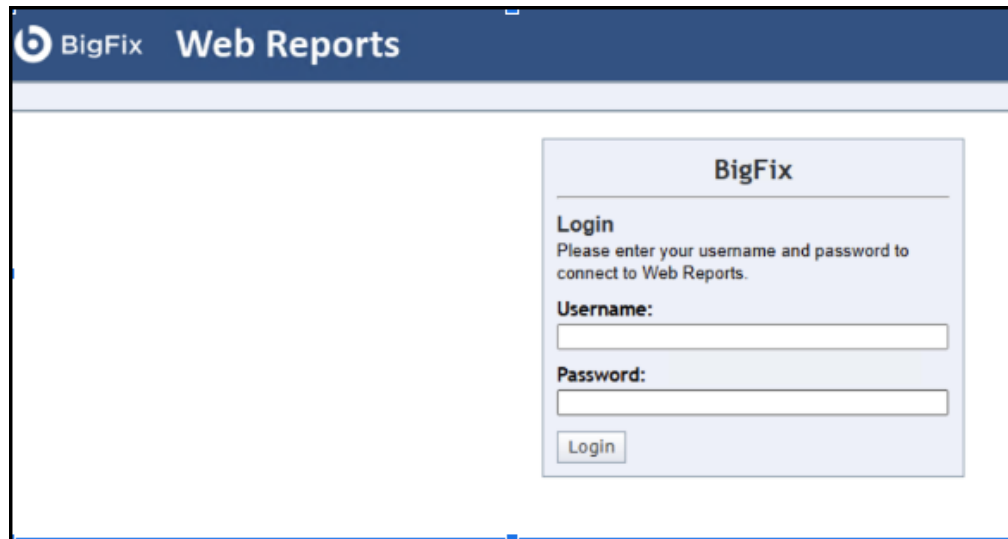 BigFix Web Reports
BigFix
Login
Please enter your username and password to
connect to Web Reports.
Username:
Password:
Login